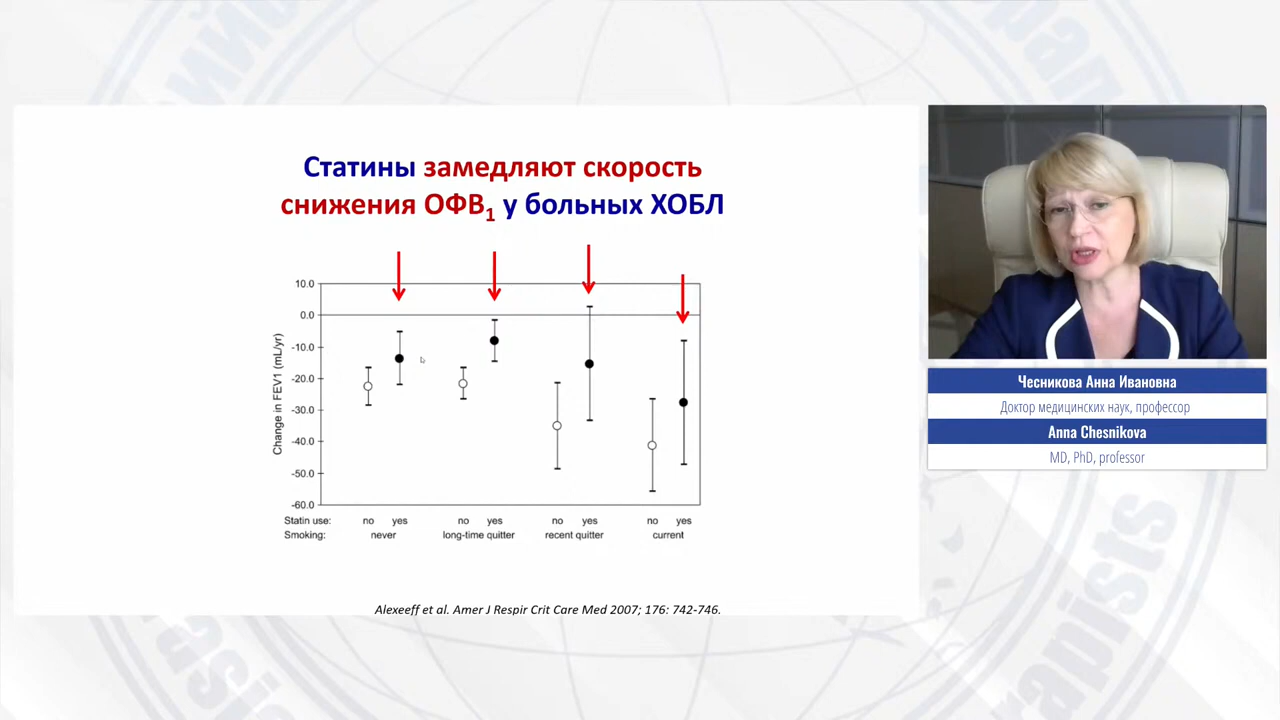 Статины замедляют скорость
снижения ОФВ1 у больных ХОБЛ
10.0
0.0
-10.0
-20.0
-30.0
-40.0
-50.0
-60.0
Change in FEV1 (mL/yr)
Statin use: no yes no yes no yes no yes
Smoking: never long-time quitter recent quitter current
Alexeeff et al. Amer J Respir Crit Care Med 2007; 176: 742-746.
Чесникова Анна Ивановна
Доктор медицинских наук, профессор
Anna Chesnikova
MD, PhD, professor